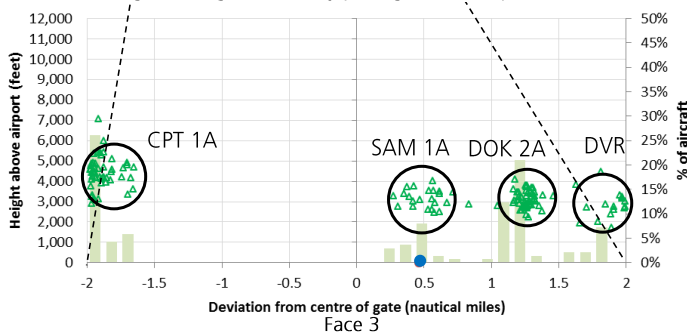 12,000 50%
11,000 45%
10,000 40%
9,000 35%
8,000 30%
7,000 25%
6,000 20%
5,000 15%
4,000 10%
3,000 5%
2,000 0%
1,000
0
Height above airport (feet)
% of aircraft
CPT 1A SAM 1A DOK 2A DVR
-2 -1.5 -1 -0.5 0 0.5 1 1.5 2
Deviation from centre of gate (nautical miles)
Face 3